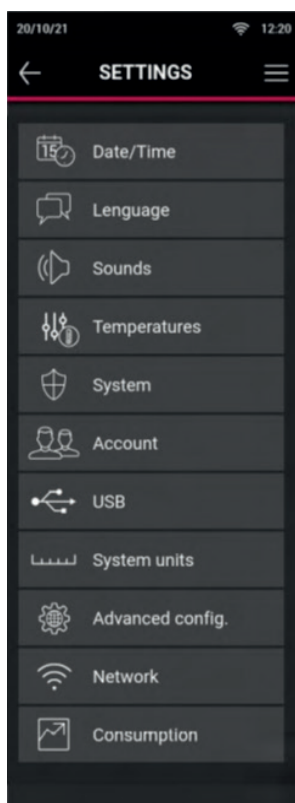 20/10/21 12:20
SETTINGS
15
Date/Time
Lenguage
Sounds
Temperatures
System
Account
USB
System units
Advanced config.
Network
Consumption